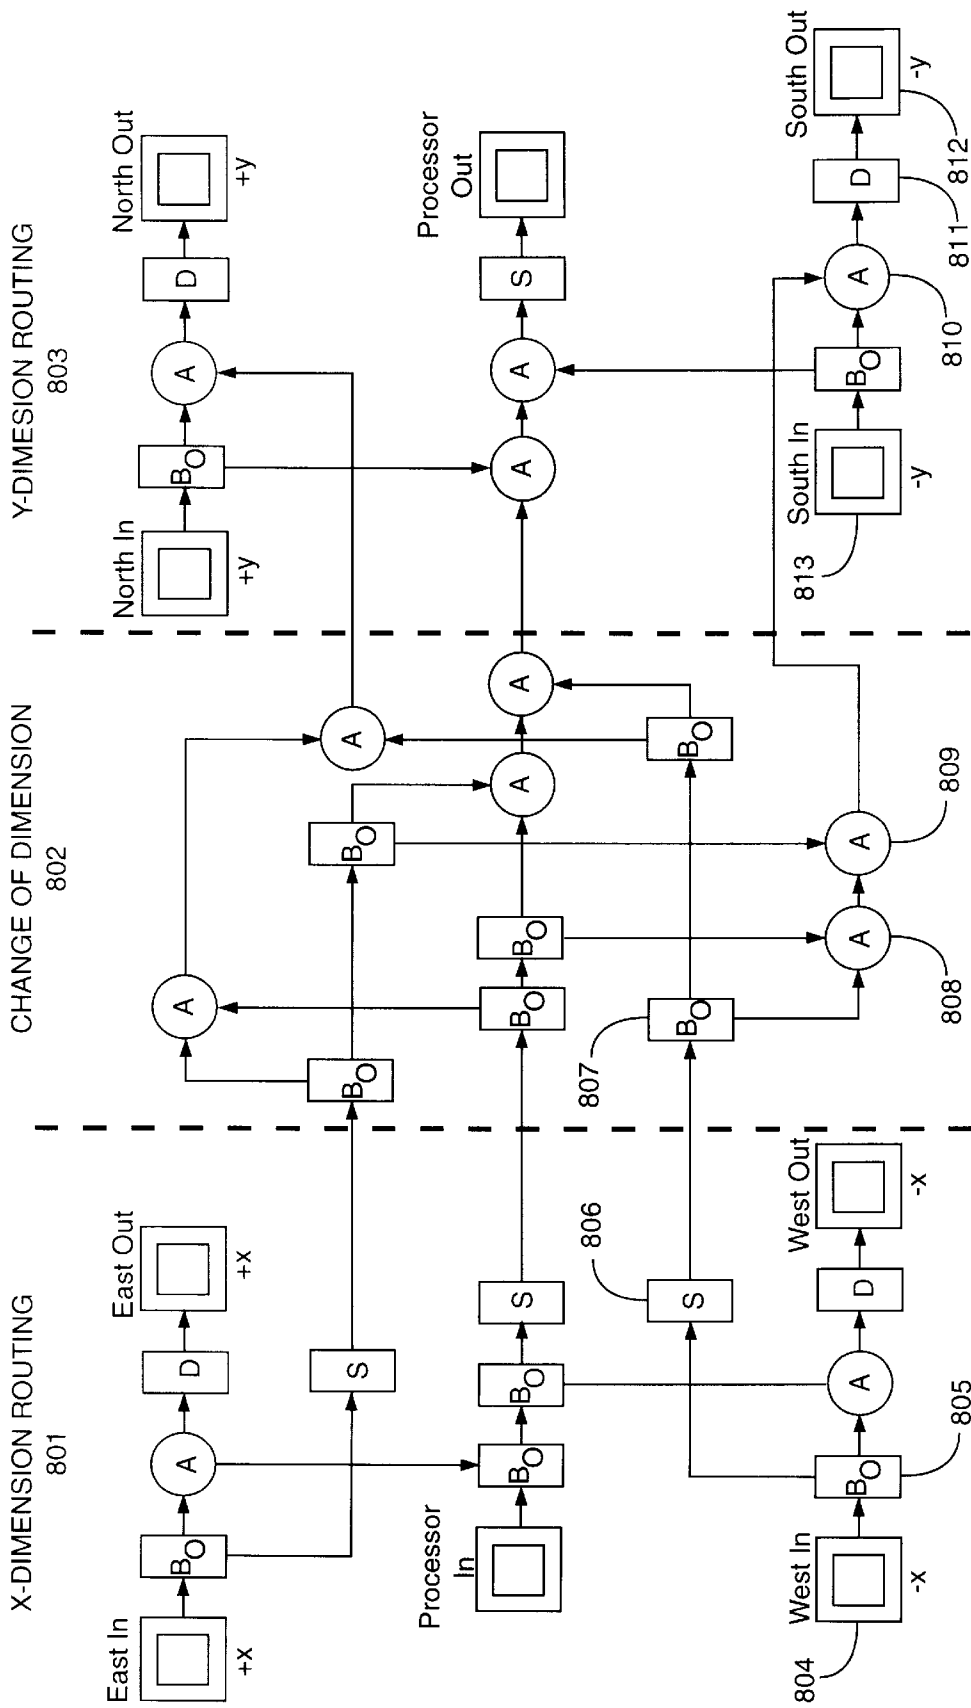 X-DIMENSION ROUTING
801
CHANGE OF DIMENSION
802
Y-DIMESION ROUTING
803
East In
+x
BO
A
D
East Out
+x
A
North In
+y
BO
A
D
North Out
+y
S
BO
BO
A
Processor
In
BO
BO
S
BO
BO
A
A
A
A
S
Processor
Out
806
S
807
BO
BO
West In
-x
804
BO
805
A
D
West Out
-x
A
808
A
809
South In
-y
813
BO
A
810
D
811
South Out
-y
812